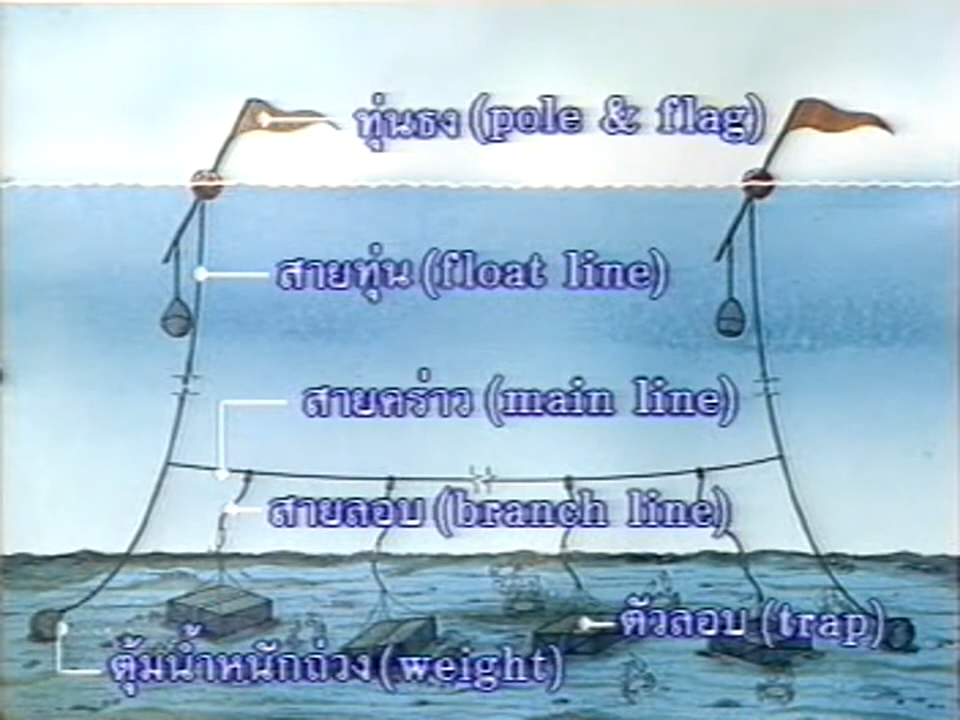 ทุ่นธง (pole & flag)
สายทุ่น (float line)
สายคร่าว (main line)
สายลอบ (branch line)
ตัวลอบ (trap)
ตุ้มน้ำหนักถ่วง (weight)